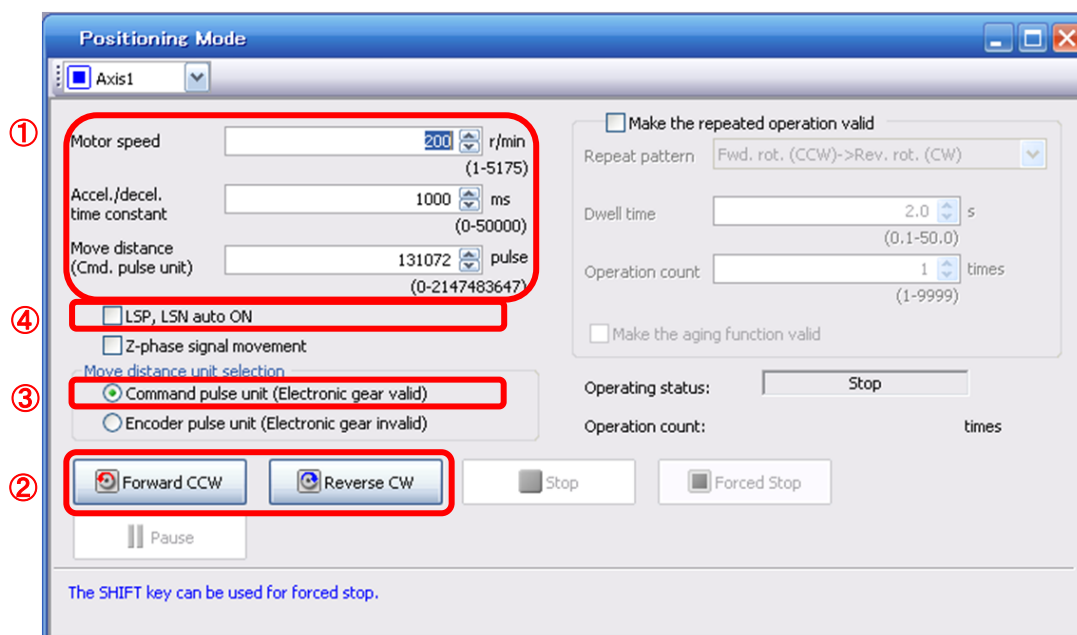 Positioning Mode
Axis1
①
Motor speed 200 r/min
(1-5175)
Accel./decel.
time constant 1000 ms
(0-50000)
Move distance
(Cmd. pulse unit) 131072 pulse
(0-2147483647)
④
LSP, LSN auto ON
Z-phase signal movement
Move distance unit selection
③
Command pulse unit (Electronic gear valid)
Encoder pulse unit (Electronic gear invalid)
Make the repeated operation valid
Repeat pattern Fwd. rot. (CCW)->Rev. rot. (CW)
Dwell time 2.0 s
(0.1-50.0)
Operation count 1 times
(1-9999)
Make the aging function valid
Operating status: Stop
Operation count: times
②
Forward CCW Reverse CW Stop Forced Stop
Pause
The SHIFT key can be used for forced stop.